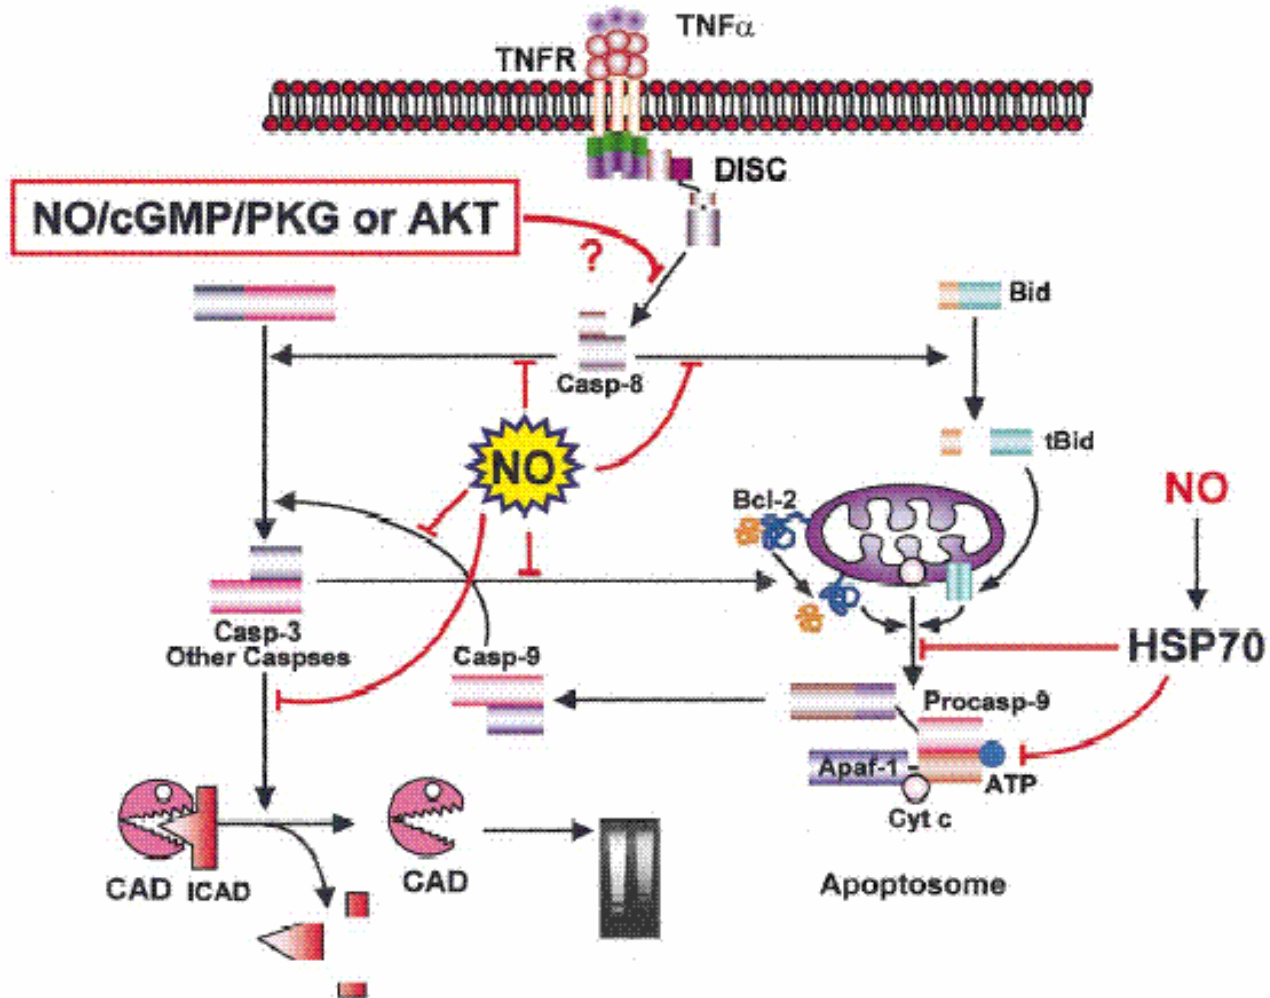 TNFα
TNFR
DISC
NO/cGMP/PKG or AKT
?
Bid
Casp-8
tBid
NO
Bcl-2
NO
Casp-3
Other Caspses
Casp-9
HSP70
Procasp-9
Apaf-1
ATP
Cyt c
CAD
ICAD
CAD
Apoptosome